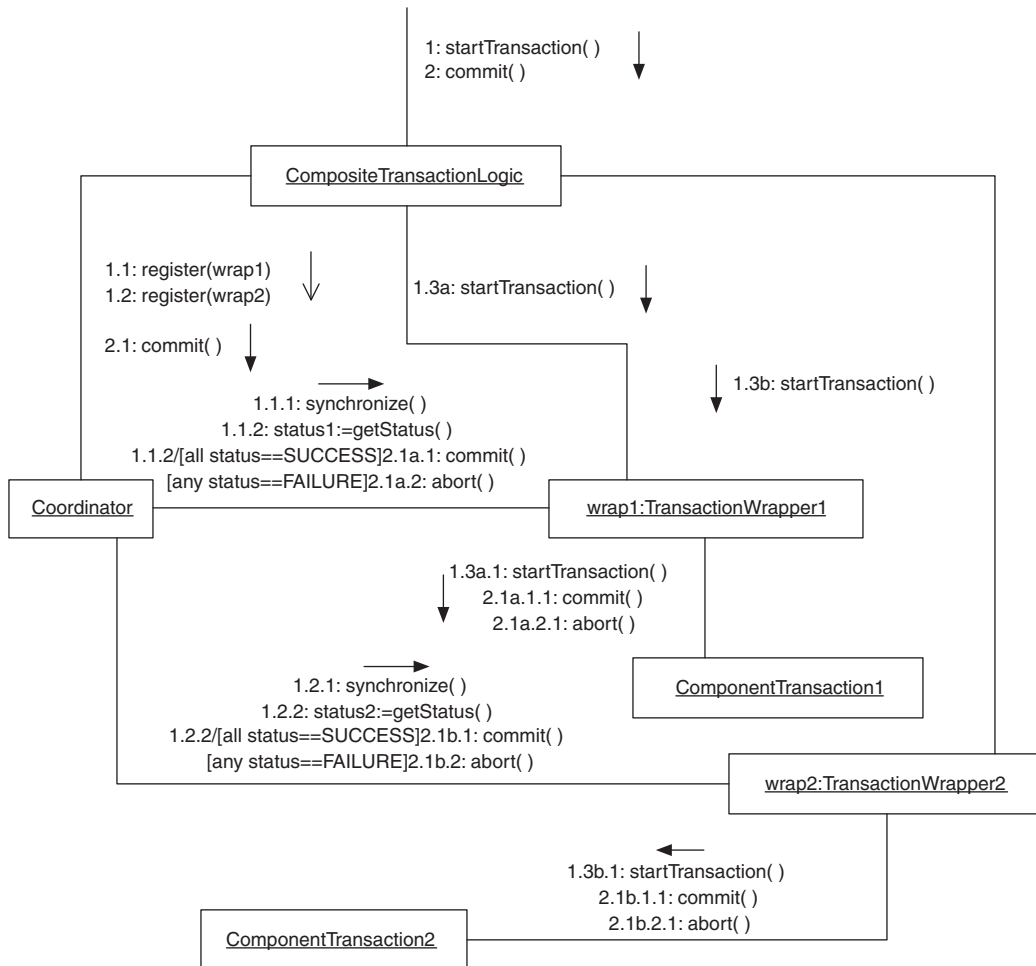 1: startTransaction( )
2: commit( )
CompositeTransactionLogic
1.1: register(wrap1)
1.2: register(wrap2)
1.3a: startTransaction( )
2.1: commit( )
1.3b: startTransaction( )
1.1.1: synchronize( )
1.1.2: status1:=getStatus( )
1.1.2/[all status==SUCCESS]2.1a.1: commit( )
[any status==FAILURE]2.1a.2: abort( )
Coordinator
wrap1:TransactionWrapper1
1.3a.1: startTransaction( )
2.1a.1.1: commit( )
2.1a.2.1: abort( )
ComponentTransaction1
1.2.1: synchronize( )
1.2.2: status2:=getStatus( )
1.2.2/[all status==SUCCESS]2.1b.1: commit( )
[any status==FAILURE]2.1b.2: abort( )
wrap2:TransactionWrapper2
1.3b.1: startTransaction( )
2.1b.1.1: commit( )
2.1b.2.1: abort( )
ComponentTransaction2